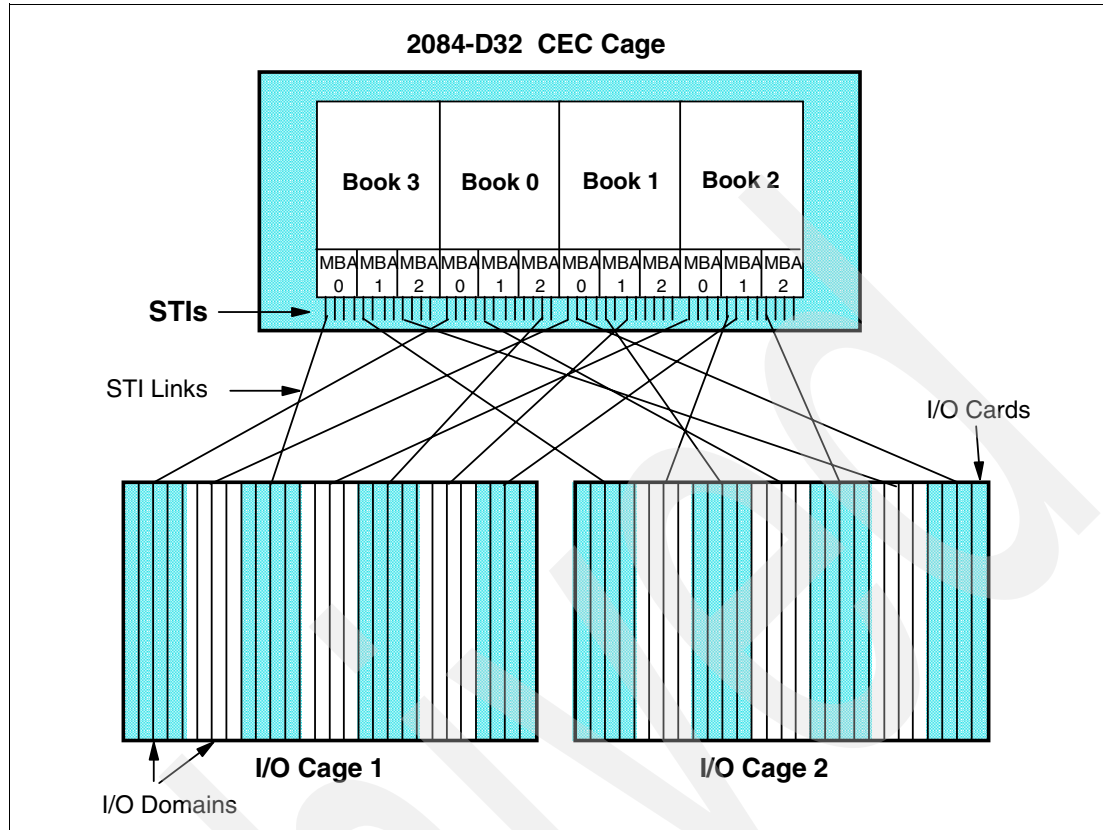 2084-D32 CEC Cage
Book 3 Book 0 Book 1 Book 2
MBA MBA MBA MBA MBA MBA MBA MBA MBA MBA MBA MBA
0 1 2 0 1 2 0 1 2 0 1 2
STIs
STI Links
I/O Cards
I/O Cage 1 I/O Cage 2
I/O Domains